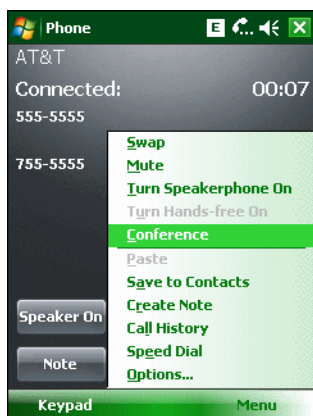 Phone
E
AT&T
Connected: 00:07
555-5555
755-5555
Swap
Mute
Turn Speakerphone On
Turn Hands-free On
Conference
Paste
Save to Contacts
Create Note
Call History
Speed Dial
Options...
Speaker On
Note
Keypad Menu